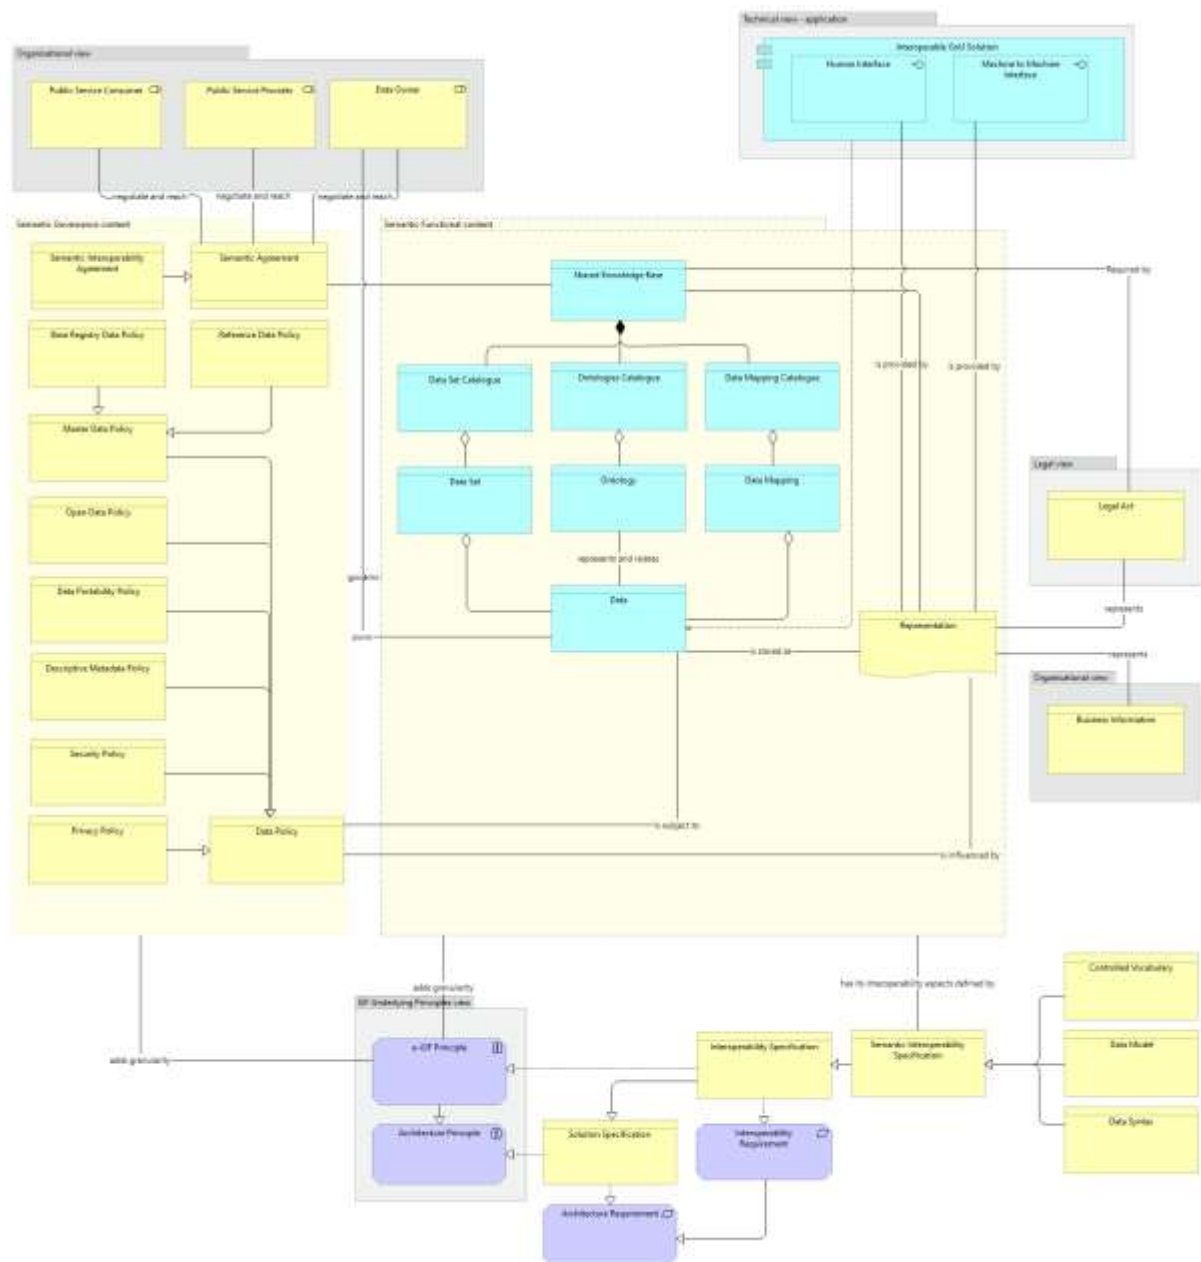 Technical view - application
Interoperable GnU Solution
Human Interface
Machine to Machine
Interface
Organisational view
Public Service Consumer
Public Service Provider
Data Owner
negotiate and reach
negotiate and reach
negotiate and reach
Semantic Governance content
Semantic Functional content
Semantic Interoperability
Agreement
Semantic Agreement
Shared Knowledge Base
Required by
Base Registry Data Policy
Reference Data Policy
is provided by
is provided by
Data Set Catalogue
Ontologies Catalogue
Data Mapping Catalogue
Master Data Policy
Legal view
Data Set
Ontology
Data Mapping
Legal Act
Open Data Policy
represents and relates
governs
Data Portability Policy
Data
represents
Representation
owns
is stored as
represents
Descriptive Metadata Policy
Organisational view
Business Information
Security Policy
Privacy Policy
Data Policy
is subject to
is influenced by
Controlled Vocabulary
adds granularity
has its interoperability aspects defined by
EIF Underlying Principles view
e-GIF Principle
Interoperability Specification
Semantic Interoperability
Specification
Data Model
adds granularity
Architecture Principle
Solution Specification
Interoperability
Requirement
Data Syntax
Architecture Requirement